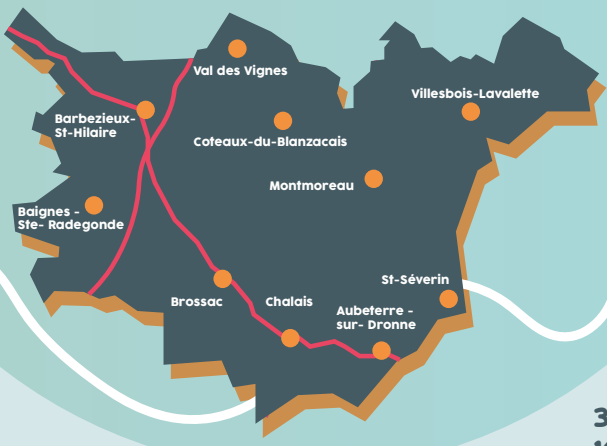 Val des Vignes
Villesbois-Lavalette
Barbezieux-
St-Hilaire
Coteaux-du-Blanzacais
Montmoreau
Baignes -
Ste- Radegonde
St-Séverin
Brossac
Chalais
Aubeterre -
sur- Dronne
3